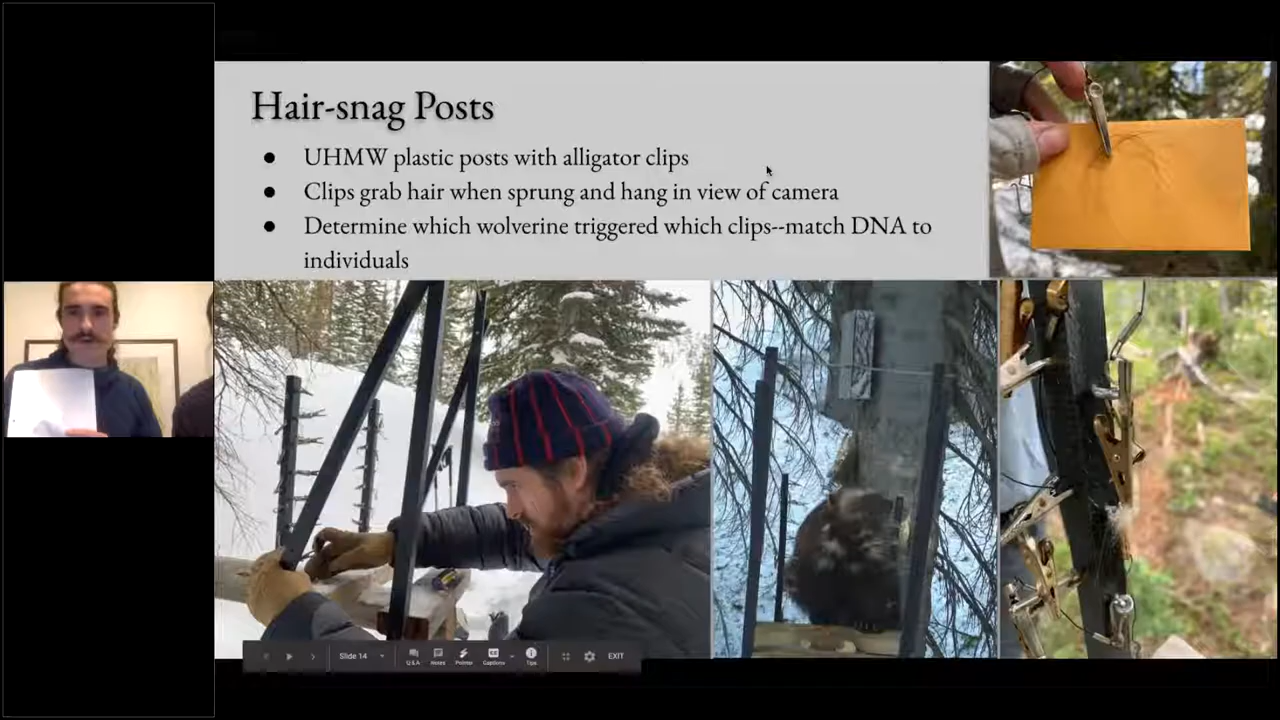 Hair-snag Posts
● UHMW plastic posts with alligator clips
● Clips grab hair when sprung and hang in view of camera
● Determine which wolverine triggered which clips--match DNA to
individuals
Slide 14
Q&A
Notes
Pointer
Captions
Tips
EXIT